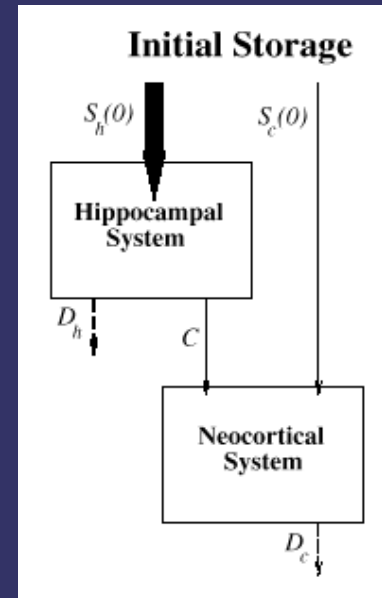 Initial Storage
S_h(0)
S_c(0)
Hippocampal
System
D_h
C
Neocortical
System
D_c